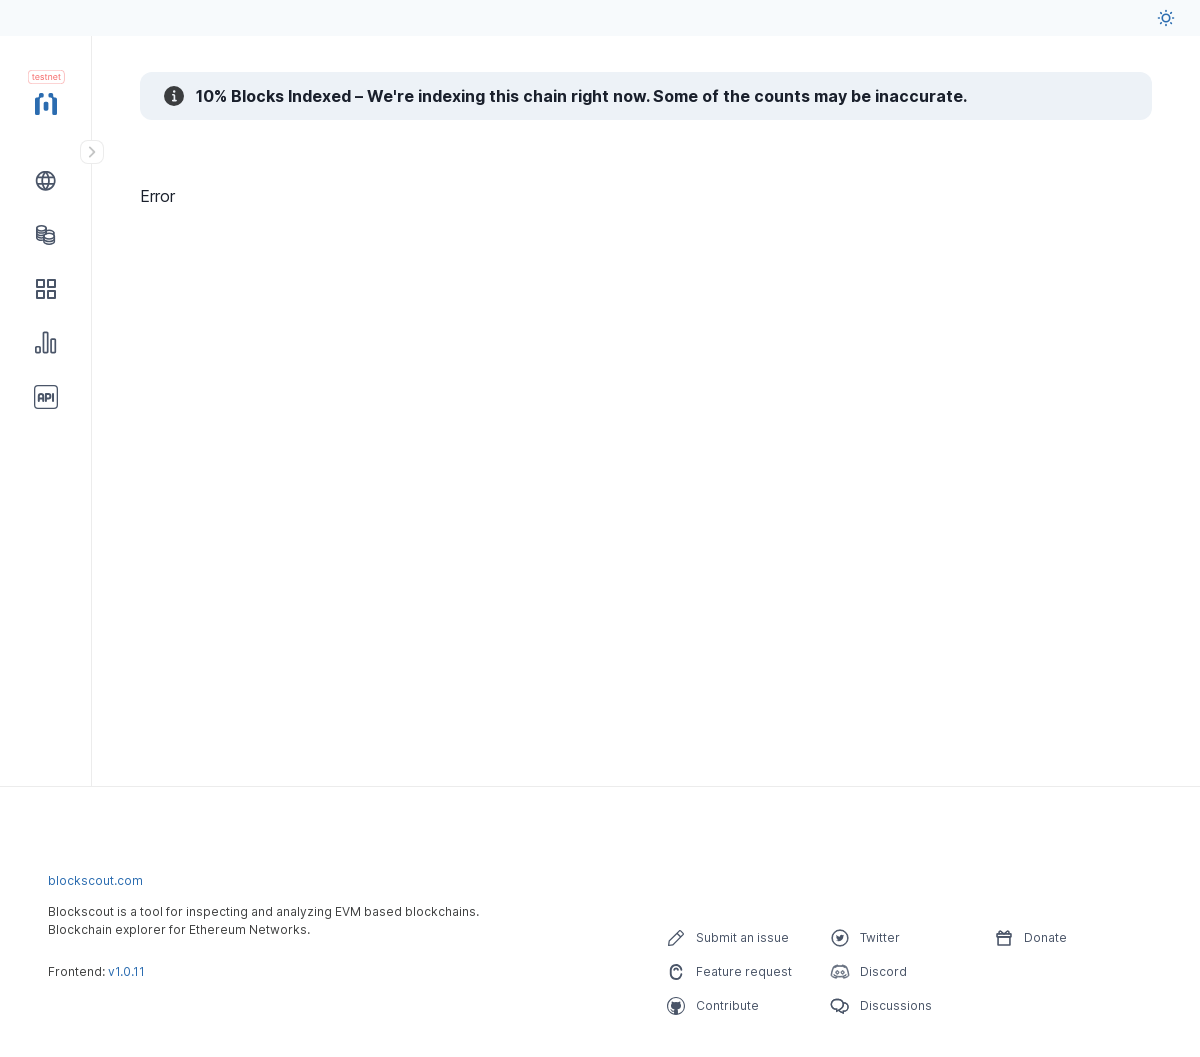 testnet
10% Blocks Indexed – We're indexing this chain right now. Some of the counts may be inaccurate.
Error
API
blockscout.com
Blockscout is a tool for inspecting and analyzing EVM based blockchains.
Blockchain explorer for Ethereum Networks.
Frontend: v1.0.11
Submit an issue
Feature request
Contribute
Twitter
Discord
Discussions
Donate